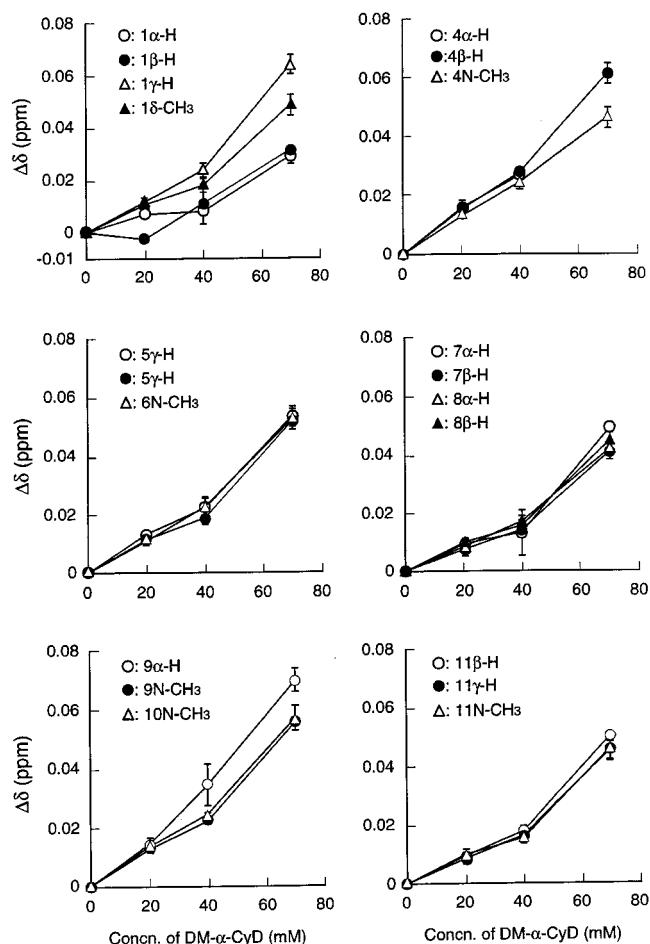 ○: 1α-H
●: 1β-H
△: 1γ-H
▲: 1δ-CH3
Δδ (ppm)
0.08
0.06
0.04
0.02
0
-0.01
0 20 40 60 80
○: 4α-H
●:4β-H
△: 4N-CH3
0.08
0.06
0.04
0.02
0
0 20 40 60 80
○: 5γ-H
●: 5γ-H
△: 6N-CH3
Δδ (ppm)
0.08
0.06
0.04
0.02
0
0 20 40 60 80
○: 7α-H
●: 7β-H
△: 8α-H
▲: 8β-H
0.08
0.06
0.04
0.02
0
0 20 40 60 80
○: 9α-H
●: 9N-CH3
△: 10N-CH3
Δδ (ppm)
0.08
0.06
0.04
0.02
0
0 20 40 60 80
Concn. of DM-α-CyD (mM)
○: 11β-H
●: 11γ-H
△: 11N-CH3
0.08
0.06
0.04
0.02
0
0 20 40 60 80
Concn. of DM-α-CyD (mM)